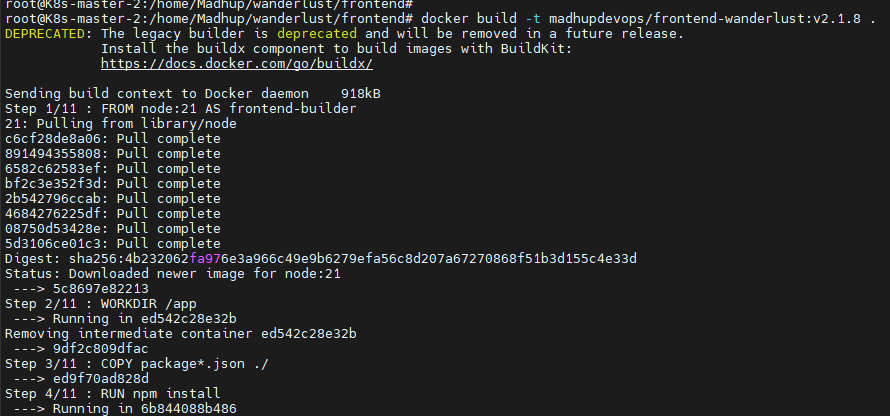 root@K8s-master-2:/home/Madhup/wanderlust/frontend#
root@K8s-master-2:/home/Madhup/wanderlust/frontend# docker build -t madhupdevops/frontend-wanderlust:v2.1.8 .
DEPRECATED: The legacy builder is deprecated and will be removed in a future release.
            Install the buildx component to build images with BuildKit:
            https://docs.docker.com/go/buildx/
Sending build context to Docker daemon    918kB
Step 1/11 : FROM node:21 AS frontend-builder
21: Pulling from library/node
c6cf28de8a06: Pull complete
891494355808: Pull complete
6582c62583ef: Pull complete
bf2c3e352f3d: Pull complete
2b542796ccab: Pull complete
4684276225df: Pull complete
08750d53428e: Pull complete
5d3106ce01c3: Pull complete
Digest: sha256:4b232062fa976e3a966c49e9b6279efa56c8d207a67270868f51b3d155c4e33d
Status: Downloaded newer image for node:21
 ---> 5c8697e82213
Step 2/11 : WORKDIR /app
 ---> Running in ed542c28e32b
Removing intermediate container ed542c28e32b
 ---> 9df2c809dfac
Step 3/11 : COPY package*.json ./
 ---> ed9f70ad828d
Step 4/11 : RUN npm install
 ---> Running in 6b844088b486